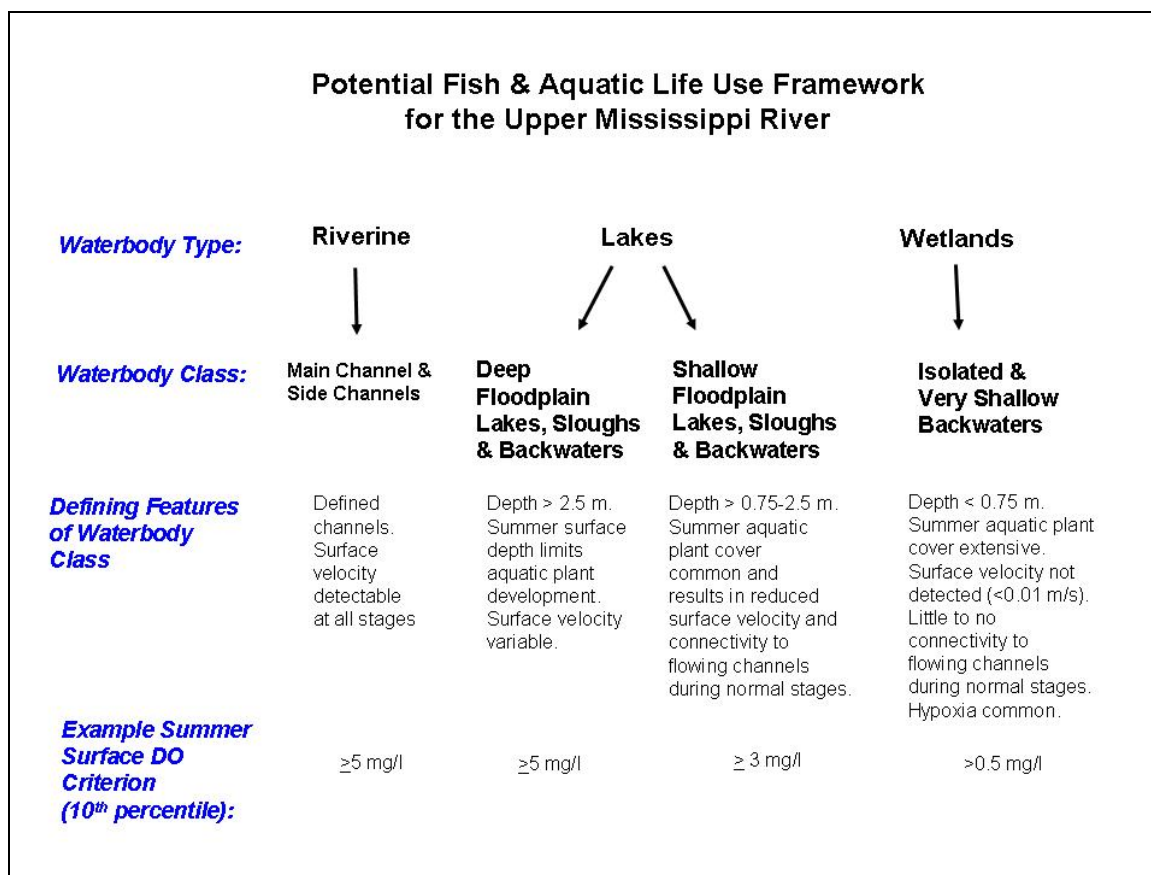 Potential Fish & Aquatic Life Use Framework
for the Upper Mississippi River
Waterbody Type:
Riverine
Lakes
Wetlands
Waterbody Class:
Main Channel &
Side Channels
Deep
Floodplain
Lakes, Sloughs
& Backwaters
Shallow
Floodplain
Lakes, Sloughs
& Backwaters
Isolated &
Very Shallow
Backwaters
Defining Features
of Waterbody
Class
Defined
channels.
Surface
velocity
detectable
at all stages
Depth > 2.5 m.
Summer surface
depth limits
aquatic plant
development.
Surface velocity
variable.
Depth > 0.75-2.5 m.
Summer aquatic
plant cover
common and
results in reduced
surface velocity and
connectivity to
flowing channels
during normal stages.
Depth < 0.75 m.
Summer aquatic plant
cover extensive.
Surface velocity not
detected (<0.01 m/s).
Little to no
connectivity to
flowing channels
during normal stages.
Hypoxia common.
Example Summer
Surface DO
Criterion
(10th percentile):
≥5 mg/l
≥5 mg/l
≥ 3 mg/l
>0.5 mg/l